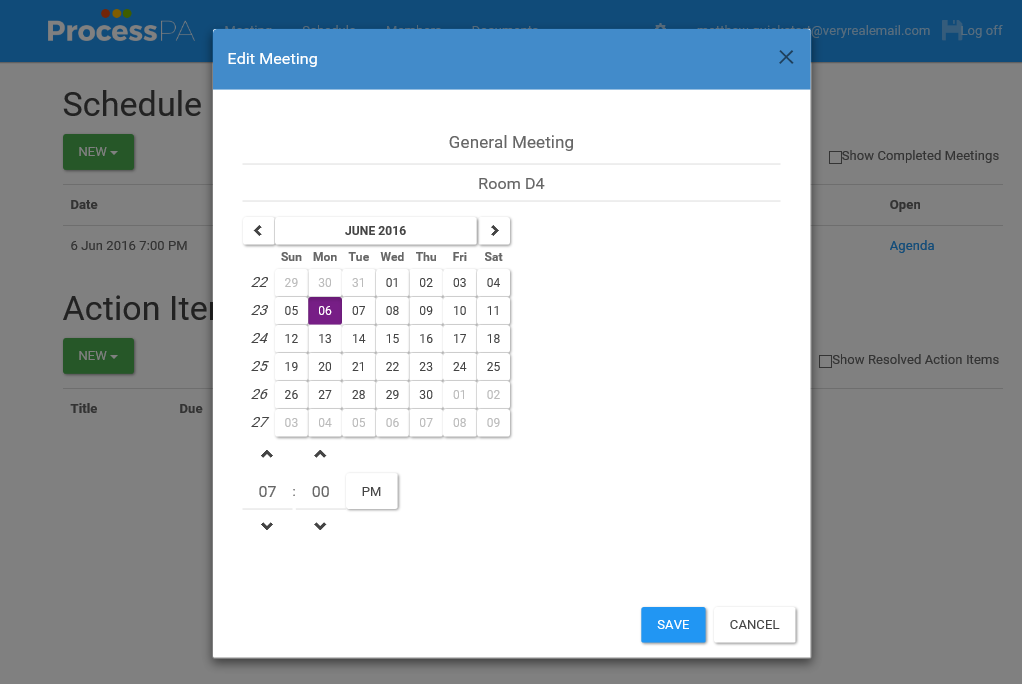 ProcessPA
Meeting Schedule Members Documents
@veryrealemail.com Log off
Edit Meeting
Schedule
NEW
Show Completed Meetings
Date Open
6 Jun 2016 7:00 PM Agenda
Action Iter
NEW
Show Resolved Action Items
Title Due
General Meeting
Room D4
JUNE 2016
Sun Mon Tue Wed Thu Fri Sat
22 29 30 31 01 02 03 04
23 05 06 07 08 09 10 11
24 12 13 14 15 16 17 18
25 19 20 21 22 23 24 25
26 26 27 28 29 30 01 02
27 03 04 05 06 07 08 09
07 : 00 PM
SAVE CANCEL